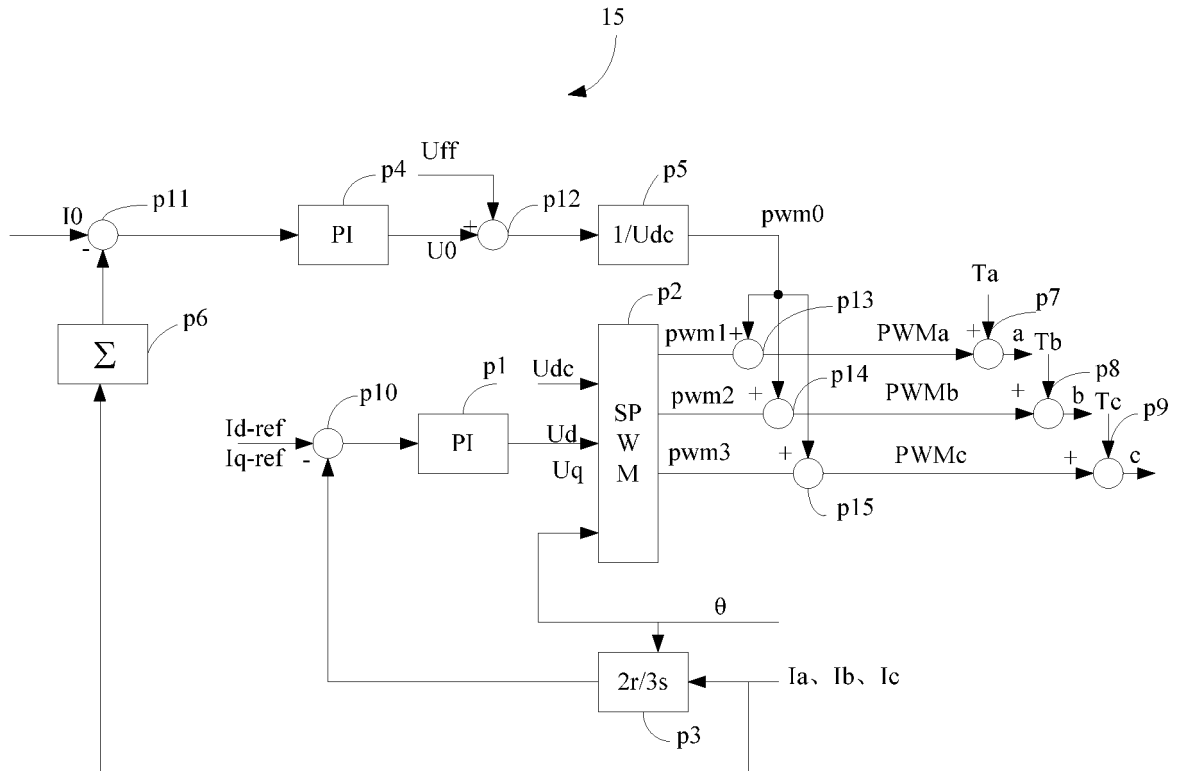 15
Uff
p4
p5
p12
p11
I0
-
PI
+
U0
1/Udc
pwm0
Ta
p2
p13
p7
p6
Σ
pwm1
+
PWMa
+
a
Tb
p1
Udc
p14
p8
p10
pwm2
+
PWMb
+
b
Tc
p9
Id-ref
Iq-ref
-
PI
Ud
Uq
SP
W
M
pwm3
+
PWMc
+
c
p15
θ
2r/3s
Ia、Ib、Ic
p3